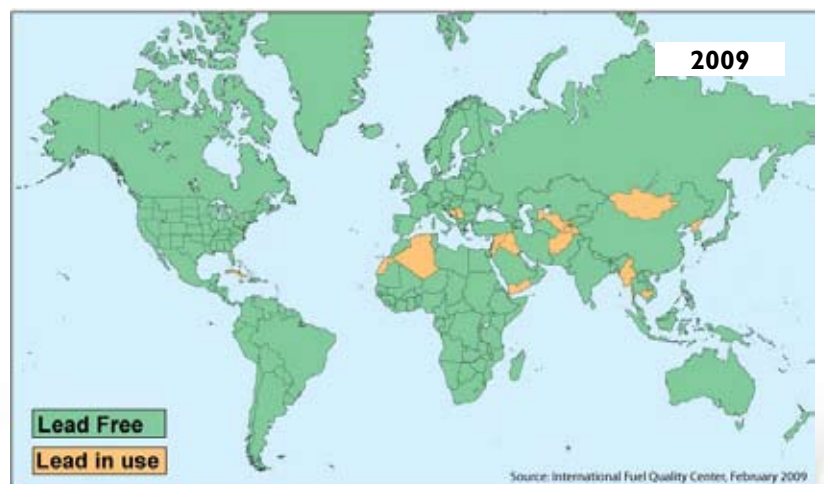 2009
Lead Free
Lead in use
Source: International Fuel Quality Center, February 2009